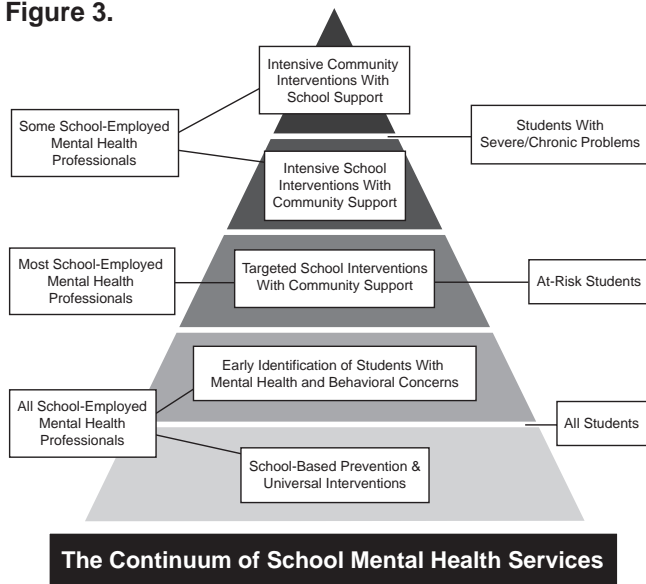 Figure 3.
Intensive Community
Interventions With
School Support
Some School-Employed
Mental Health
Professionals
Students With
Severe/Chronic Problems
Intensive School
Interventions With
Community Support
Most School-Employed
Mental Health
Professionals
Targeted School Interventions
With Community Support
At-Risk Students
Early Identification of Students With
Mental Health and Behavioral Concerns
All School-Employed
Mental Health
Professionals
All Students
School-Based Prevention &
Universal Interventions
The Continuum of School Mental Health Services